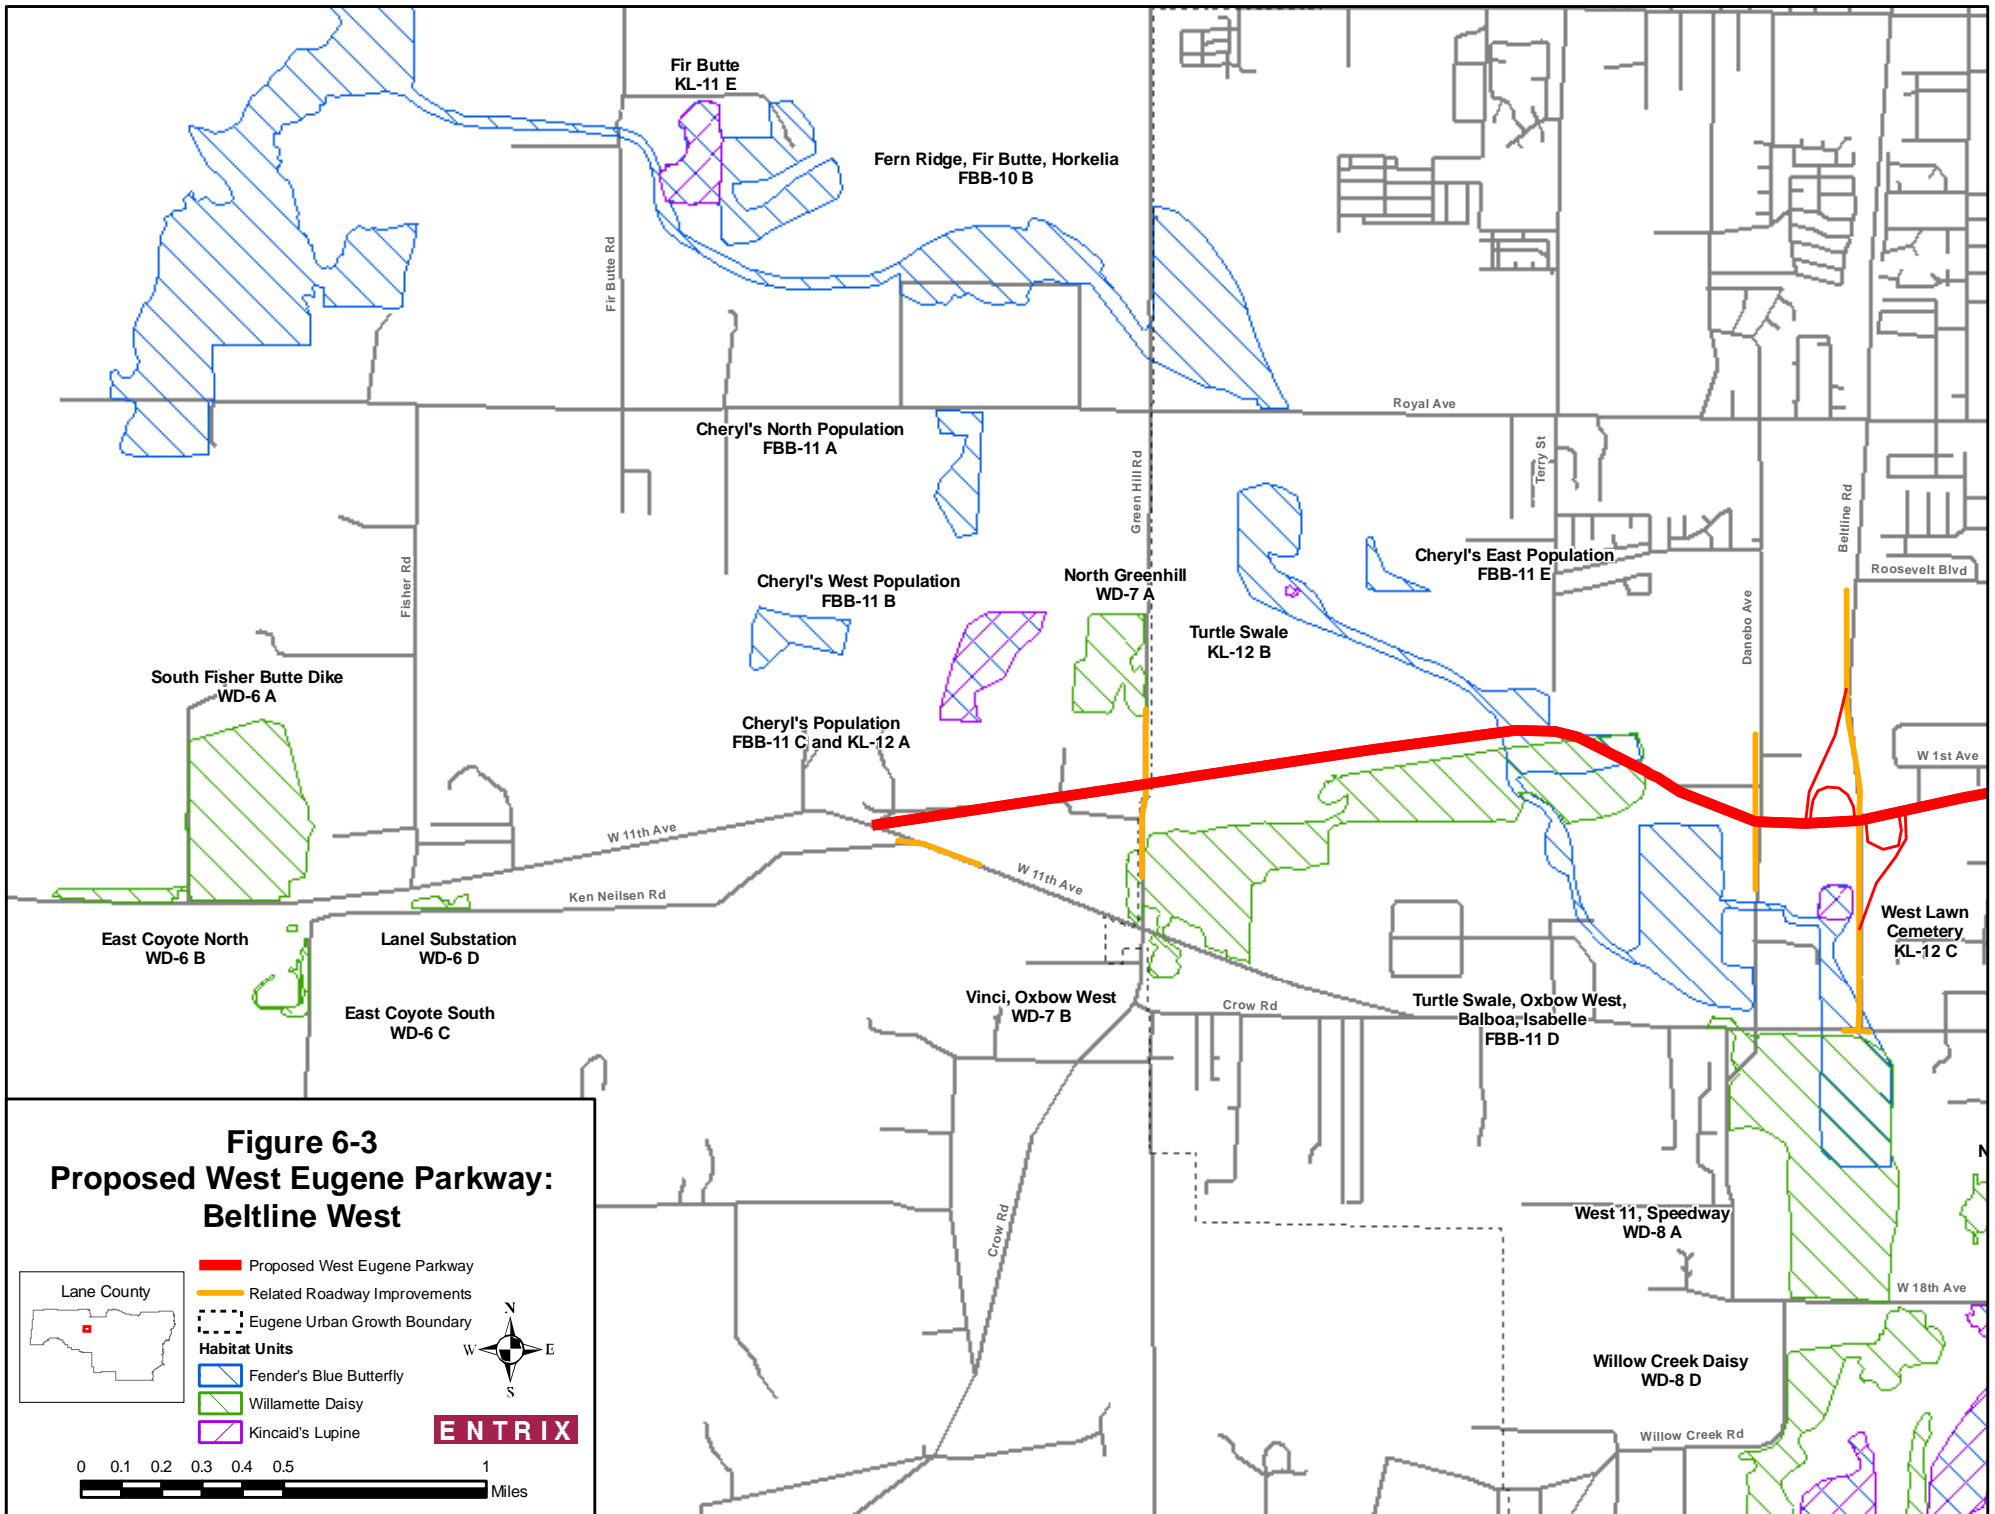 Fir Butte
KL-11 E
Fern Ridge, Fir Butte, Horkelia
FBB-10 B
Fir Butte Rd
Royal Ave
Cheryl's North Population
FBB-11 A
Green Hill Rd
Terry St
Beltline Rd
Cheryl's East Population
FBB-11 E
Roosevelt Blvd
Fisher Rd
Cheryl's West Population
FBB-11 B
North Greenhill
WD-7 A
Danebo Ave
Turtle Swale
KL-12 B
South Fisher Butte Dike
WD-6 A
Cheryl's Population
FBB-11 C and KL-12 A
W 1st Ave
W 11th Ave
W 11th Ave
Ken Neilsen Rd
West Lawn
Cemetery
KL-12 C
East Coyote North
WD-6 B
Lanel Substation
WD-6 D
East Coyote South
WD-6 C
Vinci, Oxbow West
WD-7 B
Crow Rd
Turtle Swale, Oxbow West,
Balboa, Isabelle
FBB-11 D
N
Crow Rd
West 11, Speedway
WD-8 A
W 18th Ave
Willow Creek Daisy
WD-8 D
Willow Creek Rd
Figure 6-3
Proposed West Eugene Parkway:
Beltline West
Lane County
Proposed West Eugene Parkway
Related Roadway Improvements
Eugene Urban Growth Boundary
Habitat Units
Fender's Blue Butterfly
Willamette Daisy
Kincaid's Lupine
N
W E
S
ENTRIX
0 0.1 0.2 0.3 0.4 0.5 1
Miles